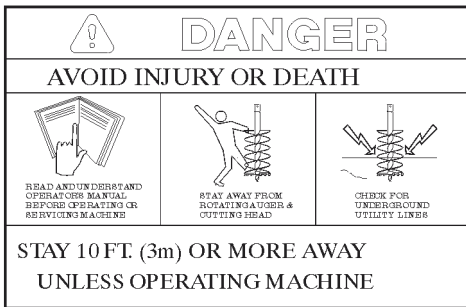 DANGER
AVOID INJURY OR DEATH
READ AND UNDERSTAND
OPERATOR'S MANUAL
BEFORE OPERATING OR
SERVICING MACHINE
STAY AWAY FROM
ROTATING AUGER &
CUTTING HEAD
CHECK FOR
UNDERGROUND
UTILITY LINES
STAY 10 FT. (3m) OR MORE AWAY
UNLESS OPERATING MACHINE